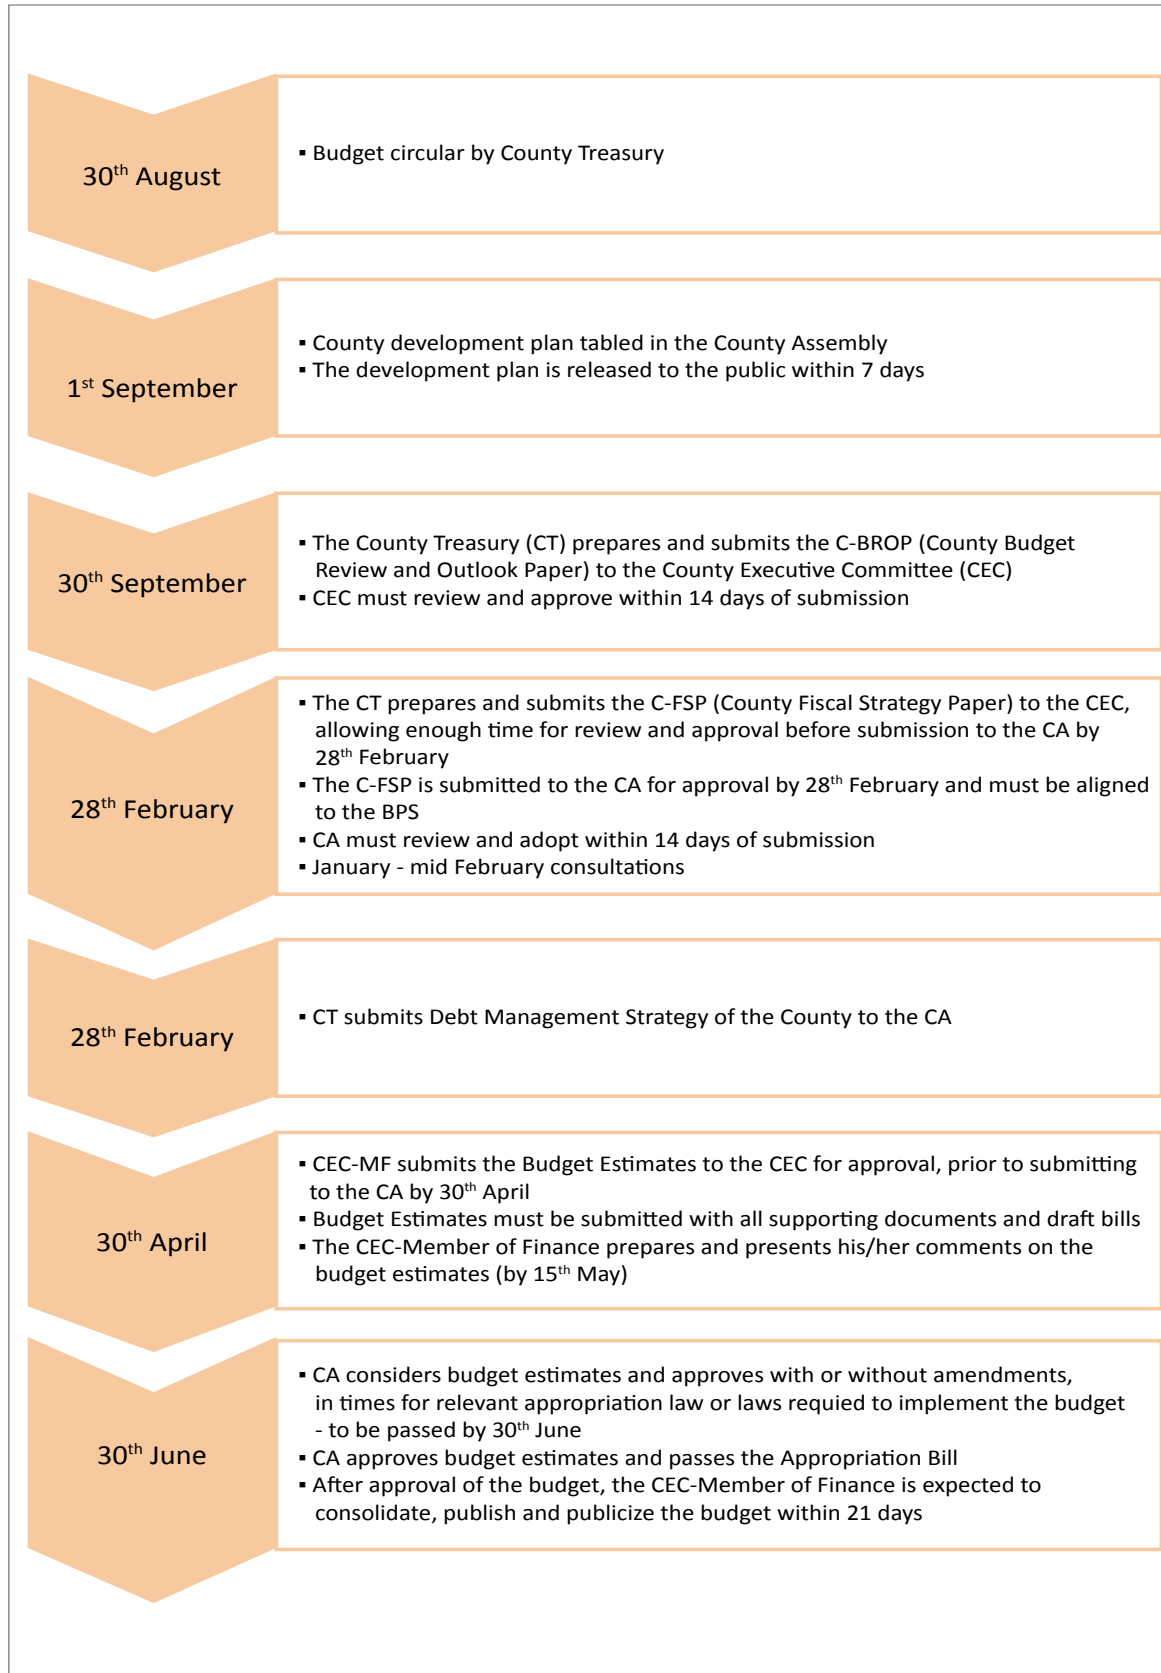 30th August
▪ Budget circular by County Treasury
1st September
▪ County development plan tabled in the County Assembly
▪ The development plan is released to the public within 7 days
30th September
▪ The County Treasury (CT) prepares and submits the C-BROP (County Budget
Review and Outlook Paper) to the County Executive Committee (CEC)
▪ CEC must review and approve within 14 days of submission
28th February
▪ The CT prepares and submits the C-FSP (County Fiscal Strategy Paper) to the CEC,
allowing enough time for review and approval before submission to the CA by
28th February
▪ The C-FSP is submitted to the CA for approval by 28th February and must be aligned
to the BPS
▪ CA must review and adopt within 14 days of submission
▪ January - mid February consultations
28th February
▪ CT submits Debt Management Strategy of the County to the CA
30th April
▪ CEC-MF submits the Budget Estimates to the CEC for approval, prior to submitting
to the CA by 30th April
▪ Budget Estimates must be submitted with all supporting documents and draft bills
▪ The CEC-Member of Finance prepares and presents his/her comments on the
budget estimates (by 15th May)
30th June
▪ CA considers budget estimates and approves with or without amendments,
in times for relevant appropriation law or laws requied to implement the budget
- to be passed by 30th June
▪ CA approves budget estimates and passes the Appropriation Bill
▪ After approval of the budget, the CEC-Member of Finance is expected to
consolidate, publish and publicize the budget within 21 days